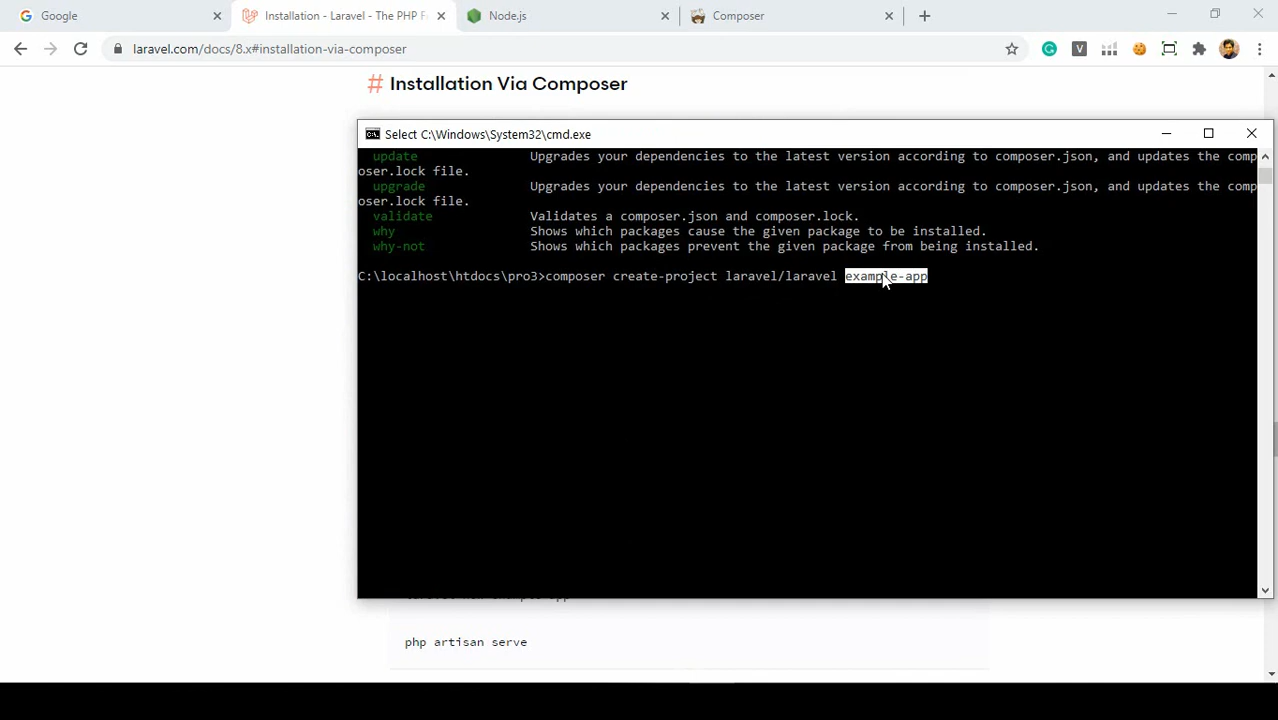 Google
Installation - Laravel - The PHP F
Node.js
Composer
laravel.com/docs/8.x#installation-via-composer
V
# Installation Via Composer
Select C:\Windows\System32\cmd.exe
update Upgrades your dependencies to the latest version according to composer.json, and updates the comp
oser.lock file.
upgrade Upgrades your dependencies to the latest version according to composer.json, and updates the comp
oser.lock file.
validate Validates a composer.json and composer.lock.
why Shows which packages cause the given package to be installed.
why-not Shows which packages prevent the given package from being installed.
C:\localhost\htdocs\pro3>composer create-project laravel/laravel example-app
php artisan serve